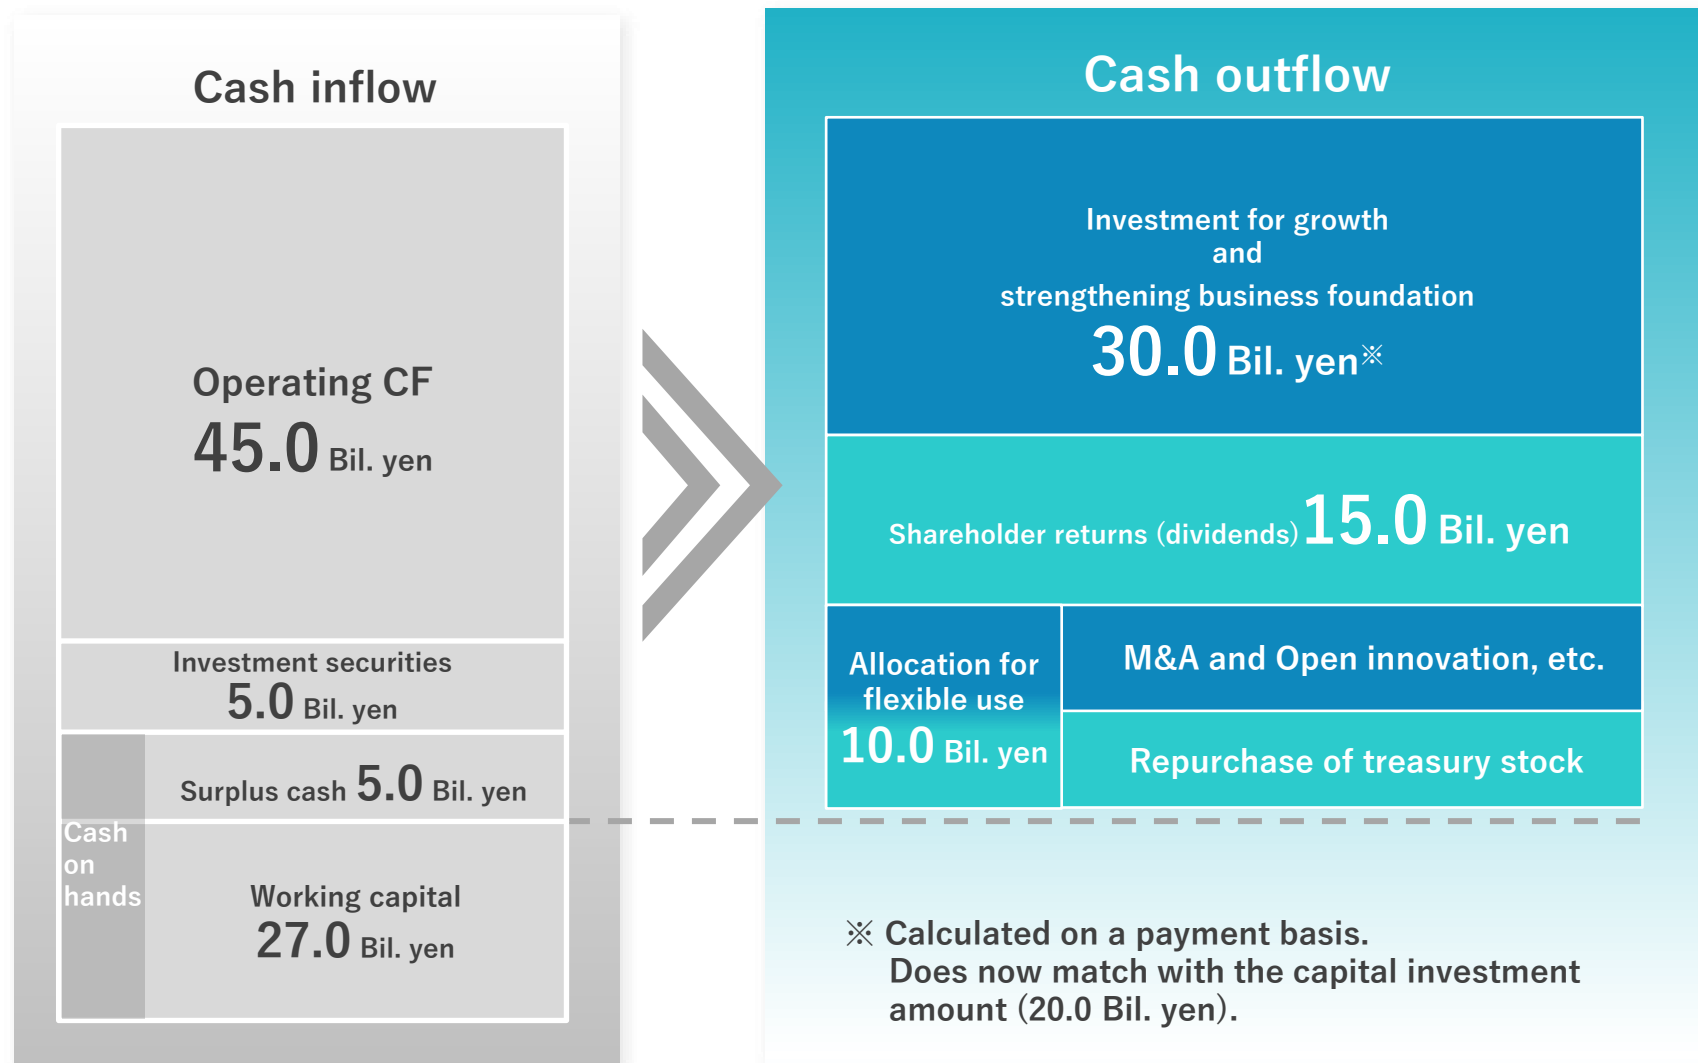 Cash inflow
Operating CF
45.0 Bil. yen
Investment securities
5.0 Bil. yen
Surplus cash 5.0 Bil. yen
Cash
on
hands
Working capital
27.0 Bil. yen
Cash outflow
Investment for growth
and
strengthening business foundation
30.0 Bil. yen※
Shareholder returns (dividends) 15.0 Bil. yen
Allocation for
flexible use
10.0 Bil. yen
M&A and Open innovation, etc.
Repurchase of treasury stock
※ Calculated on a payment basis.
Does now match with the capital investment
amount (20.0 Bil. yen).